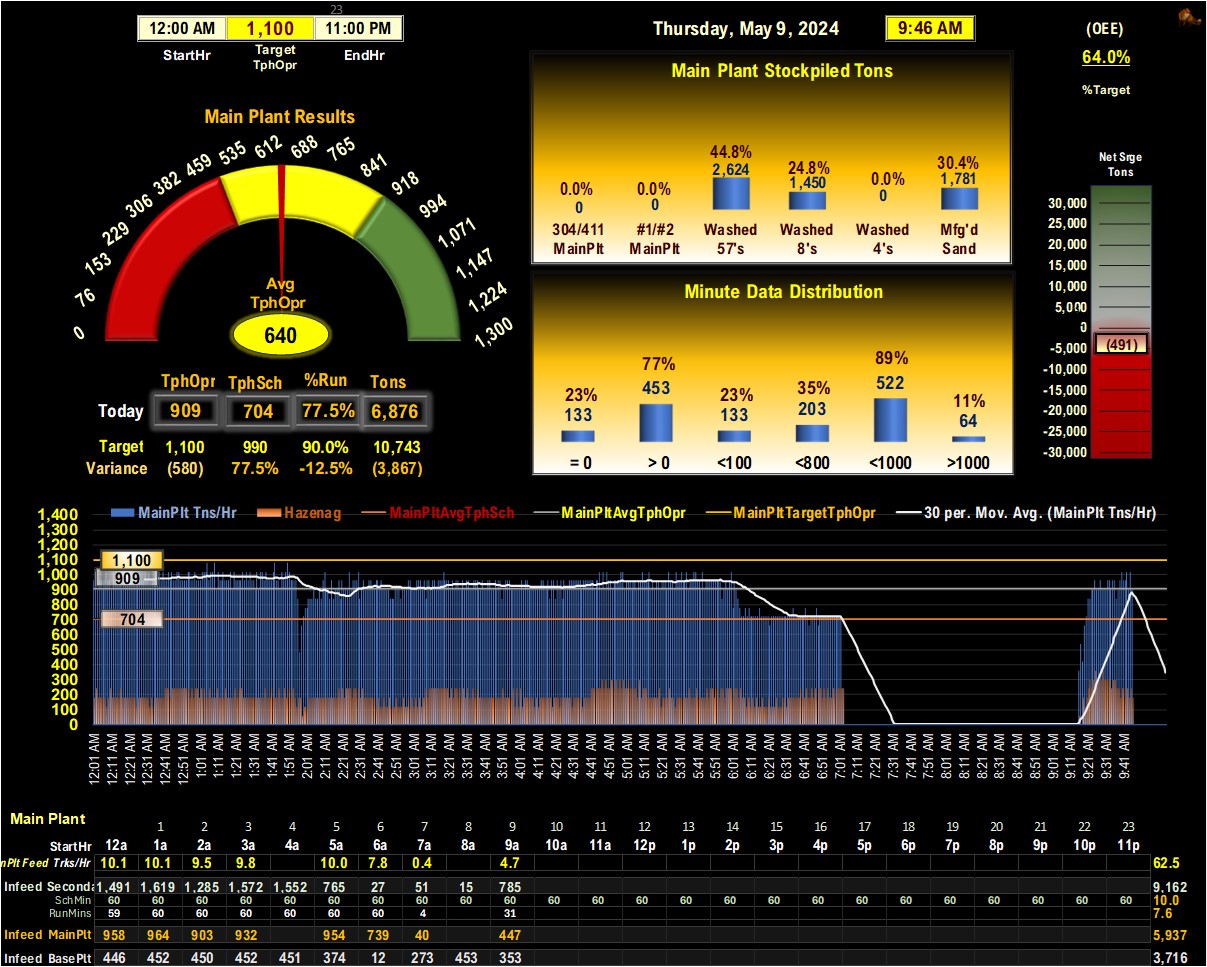 23
12:00 AM 1,100 11:00 PM
StartHr Target TphOpr EndHr
Thursday, May 9, 2024 9:46 AM
(OEE)
64.0%
%Target
Main Plant Results
0 76 153 229 306 382 459 535 612 688 765 841 918 994 1,071 1,147 1,224 1,300
Avg
TphOpr
640
TphOpr TphSch %Run Tons
Today 909 704 77.5% 6,876
Target 1,100 990 90.0% 10,743
Variance (580) 77.5% -12.5% (3,867)
Main Plant Stockpiled Tons
0.0% 0.0% 44.8% 24.8% 0.0% 30.4%
0 0 2,624 1,450 0 1,781
304/411 #1/#2 Washed Washed Washed Mfg'd
MainPlt MainPlt 57's 8's 4's Sand
Minute Data Distribution
23% 77% 23% 35% 89% 11%
133 453 133 203 522 64
= 0 > 0 <100 <800 <1000 >1000
Net Srge
Tons
30,000
25,000
20,000
15,000
10,000
5,000
0
(491)
-5,000
-10,000
-15,000
-20,000
-25,000
-30,000
MainPlt Tns/Hr Hazenag MainPltAvgTphSch MainPltAvgTphOpr MainPltTargetTphOpr 30 per. Mov. Avg. (MainPlt Tns/Hr)
1,400
1,300
1,200
1,100
1,000
900
800
700
600
500
400
300
200
100
0
1,100
909
704
12:01 AM 12:11 AM 12:21 AM 12:31 AM 12:41 AM 12:51 AM 1:01 AM 1:11 AM 1:21 AM 1:31 AM 1:41 AM 1:51 AM 2:01 AM 2:11 AM 2:21 AM 2:31 AM 2:41 AM 2:51 AM 3:01 AM 3:11 AM 3:21 AM 3:31 AM 3:41 AM 3:51 AM 4:01 AM 4:11 AM 4:21 AM 4:31 AM 4:41 AM 4:51 AM 5:01 AM 5:11 AM 5:21 AM 5:31 AM 5:41 AM 5:51 AM 6:01 AM 6:11 AM 6:21 AM 6:31 AM 6:41 AM 6:51 AM 7:01 AM 7:11 AM 7:21 AM 7:31 AM 7:41 AM 7:51 AM 8:01 AM 8:11 AM 8:21 AM 8:31 AM 8:41 AM 8:51 AM 9:01 AM 9:11 AM 9:21 AM 9:31 AM 9:41 AM
Main Plant
1 2 3 4 5 6 7 8 9 10 11 12 13 14 15 16 17 18 19 20 21 22 23
StartHr 12a 1a 2a 3a 4a 5a 6a 7a 8a 9a 10a 11a 12p 1p 2p 3p 4p 5p 6p 7p 8p 9p 10p 11p
nPlt Feed Trks/Hr 10.1 10.1 9.5 9.8 10.0 7.8 0.4 4.7 62.5
Infeed Seconda 1,491 1,619 1,285 1,572 1,552 765 27 51 15 785 9,162
SchMin 60 60 60 60 60 60 60 60 60 60 60 60 60 60 60 60 60 60 60 60 60 60 60 60 10.0
RunMins 59 60 60 60 60 60 60 4 31 7.6
Infeed MainPlt 958 964 903 932 954 739 40 447 5,937
Infeed BasePlt 446 452 450 452 451 374 12 273 453 353 3,716